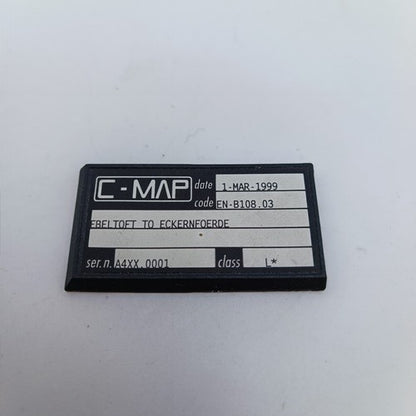 C-MAP date 1-MAR-1999
code EN-B108.03
EBELTOFT TO ECKERNFOERDE
ser.n. A4XX.0001 class L*